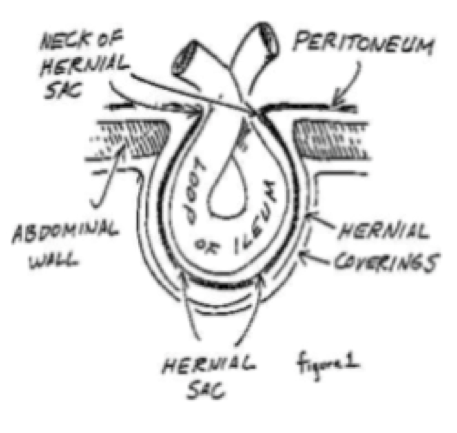 NECK OF
HERNIAL
SAC
PERITONEUM
LOOP
OF ILEUM
ABDOMINAL
WALL
HERNIAL
COVERINGS
HERNIAL
SAC
figure 1